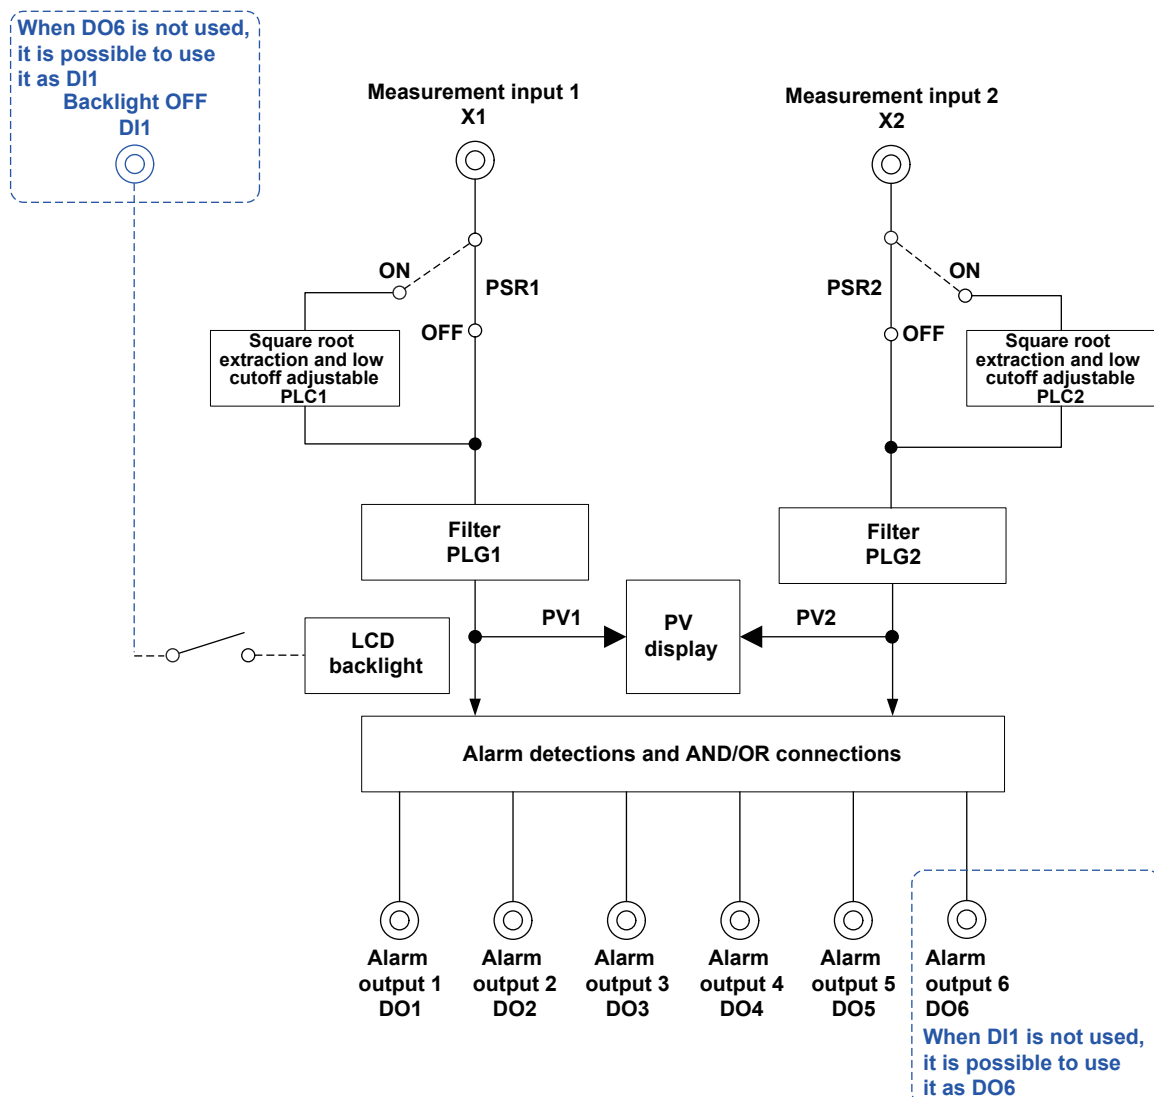 When DO6 is not used,
it is possible to use
it as DI1
Backlight OFF
DI1
Measurement input 1
X1
Measurement input 2
X2
ON
PSR1
OFF
PSR2
ON
OFF
Square root
extraction and low
cutoff adjustable
PLC1
Square root
extraction and low
cutoff adjustable
PLC2
Filter
PLG1
Filter
PLG2
PV1
PV
display
PV2
LCD
backlight
Alarm detections and AND/OR connections
Alarm
output 1
DO1
Alarm
output 2
DO2
Alarm
output 3
DO3
Alarm
output 4
DO4
Alarm
output 5
DO5
Alarm
output 6
DO6
When DI1 is not used,
it is possible to use
it as DO6